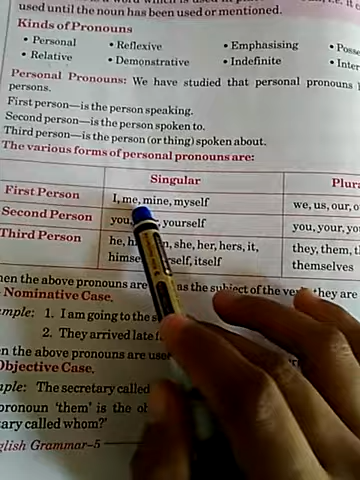 used until the noun has been used or mentioned.
Kinds of Pronouns
• Personal • Reflexive • Emphasising
• Relative • Demonstrative • Indefinite
Personal Pronouns: We have studied that personal pronouns
persons.
First person—is the person speaking.
Second person—is the person spoken to.
Third person—is the person (or thing) spoken about.
The various forms of personal pronouns are:
Singular
First Person I, me, mine, myself we, us, our,
Second Person you, yourself you, your,
Third Person he, she, her, hers, it, they, them,
itself themselves
the above pronouns are as the subject of the they are
Nominative Case.
1. I am going to the
2. They arrived late
the above pronouns are
Objective Case.
The secretary called
pronoun 'them' is the
called whom?'
Grammar–5